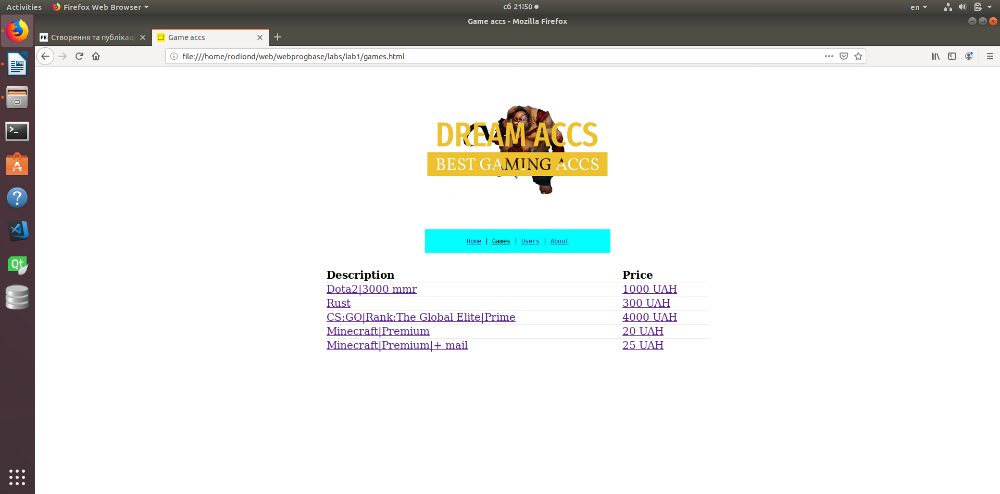 Activities Firefox Web Browser сб 21:50 en
Game accs - Mozilla Firefox
PB Створення та публікаці Game accs
file:///home/rodiond/web/webprogbase/labs/lab1/games.html
DREAM ACCS
BEST GAMING ACCS
Home | Games | Users | About
Description Price
Dota2|3000 mmr 1000 UAH
Rust 300 UAH
CS:GO|Rank:The Global Elite|Prime 4000 UAH
Minecraft|Premium 20 UAH
Minecraft|Premium|+ mail 25 UAH
Qt